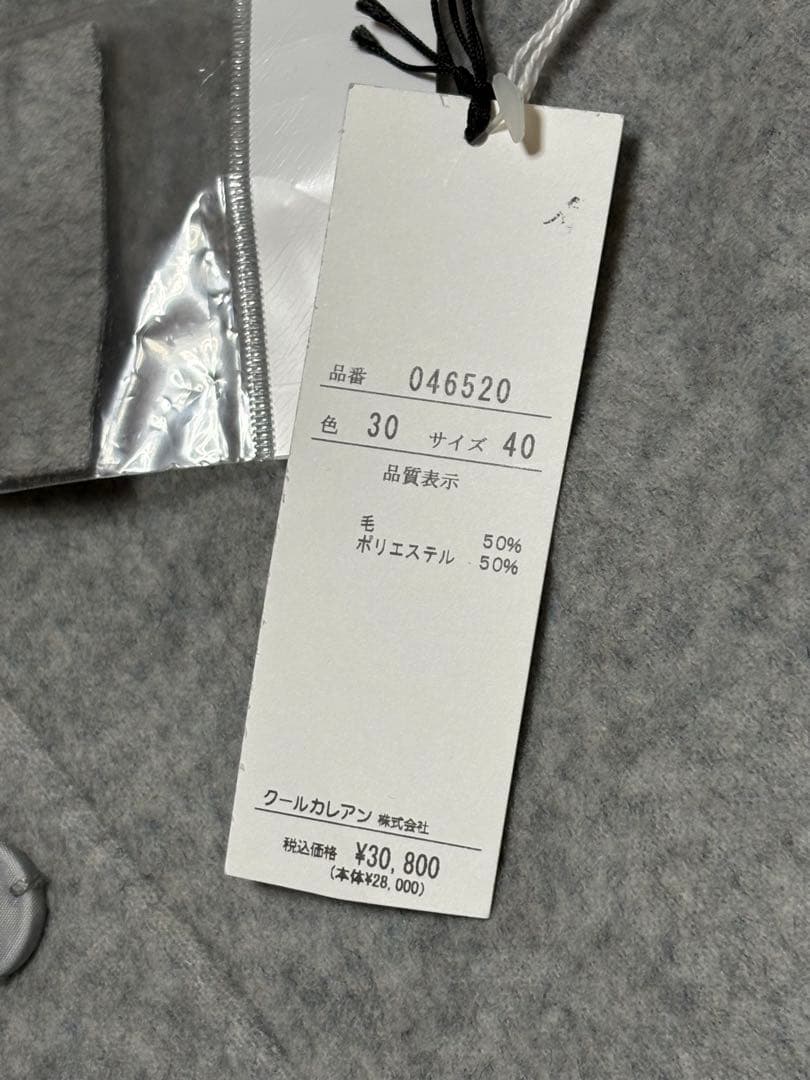 品番 046520
色 30 サイズ 40
品質表示
毛 50%
ポリエステル 50%
クールカレアン 株式会社
税込価格 ¥30,800
(本体¥28,000)